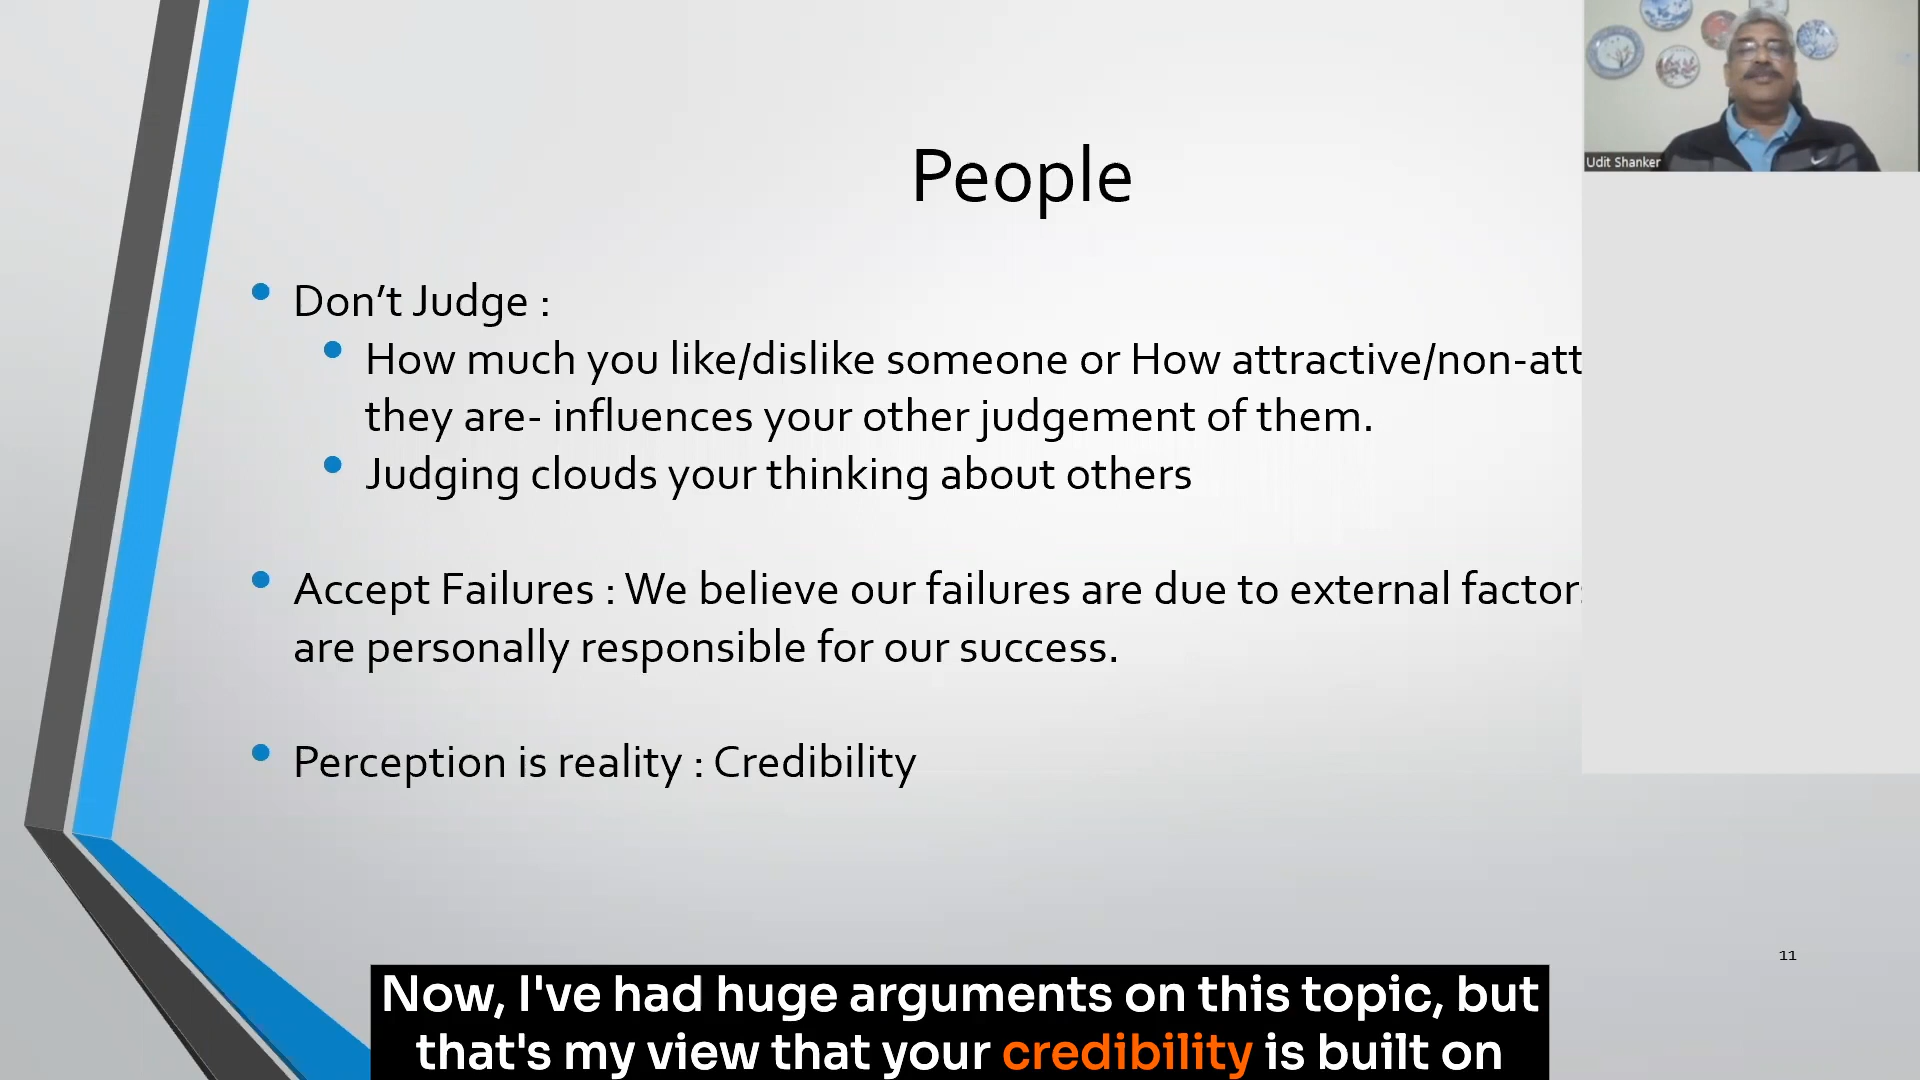 People
Udit Shanker
Don't Judge :
How much you like/dislike someone or How attractive/non-att
they are- influences your other judgement of them.
Judging clouds your thinking about others
Accept Failures : We believe our failures are due to external factor
are personally responsible for our success.
Perception is reality : Credibility
11
Now, I've had huge arguments on this topic, but
that's my view that your credibility is built on